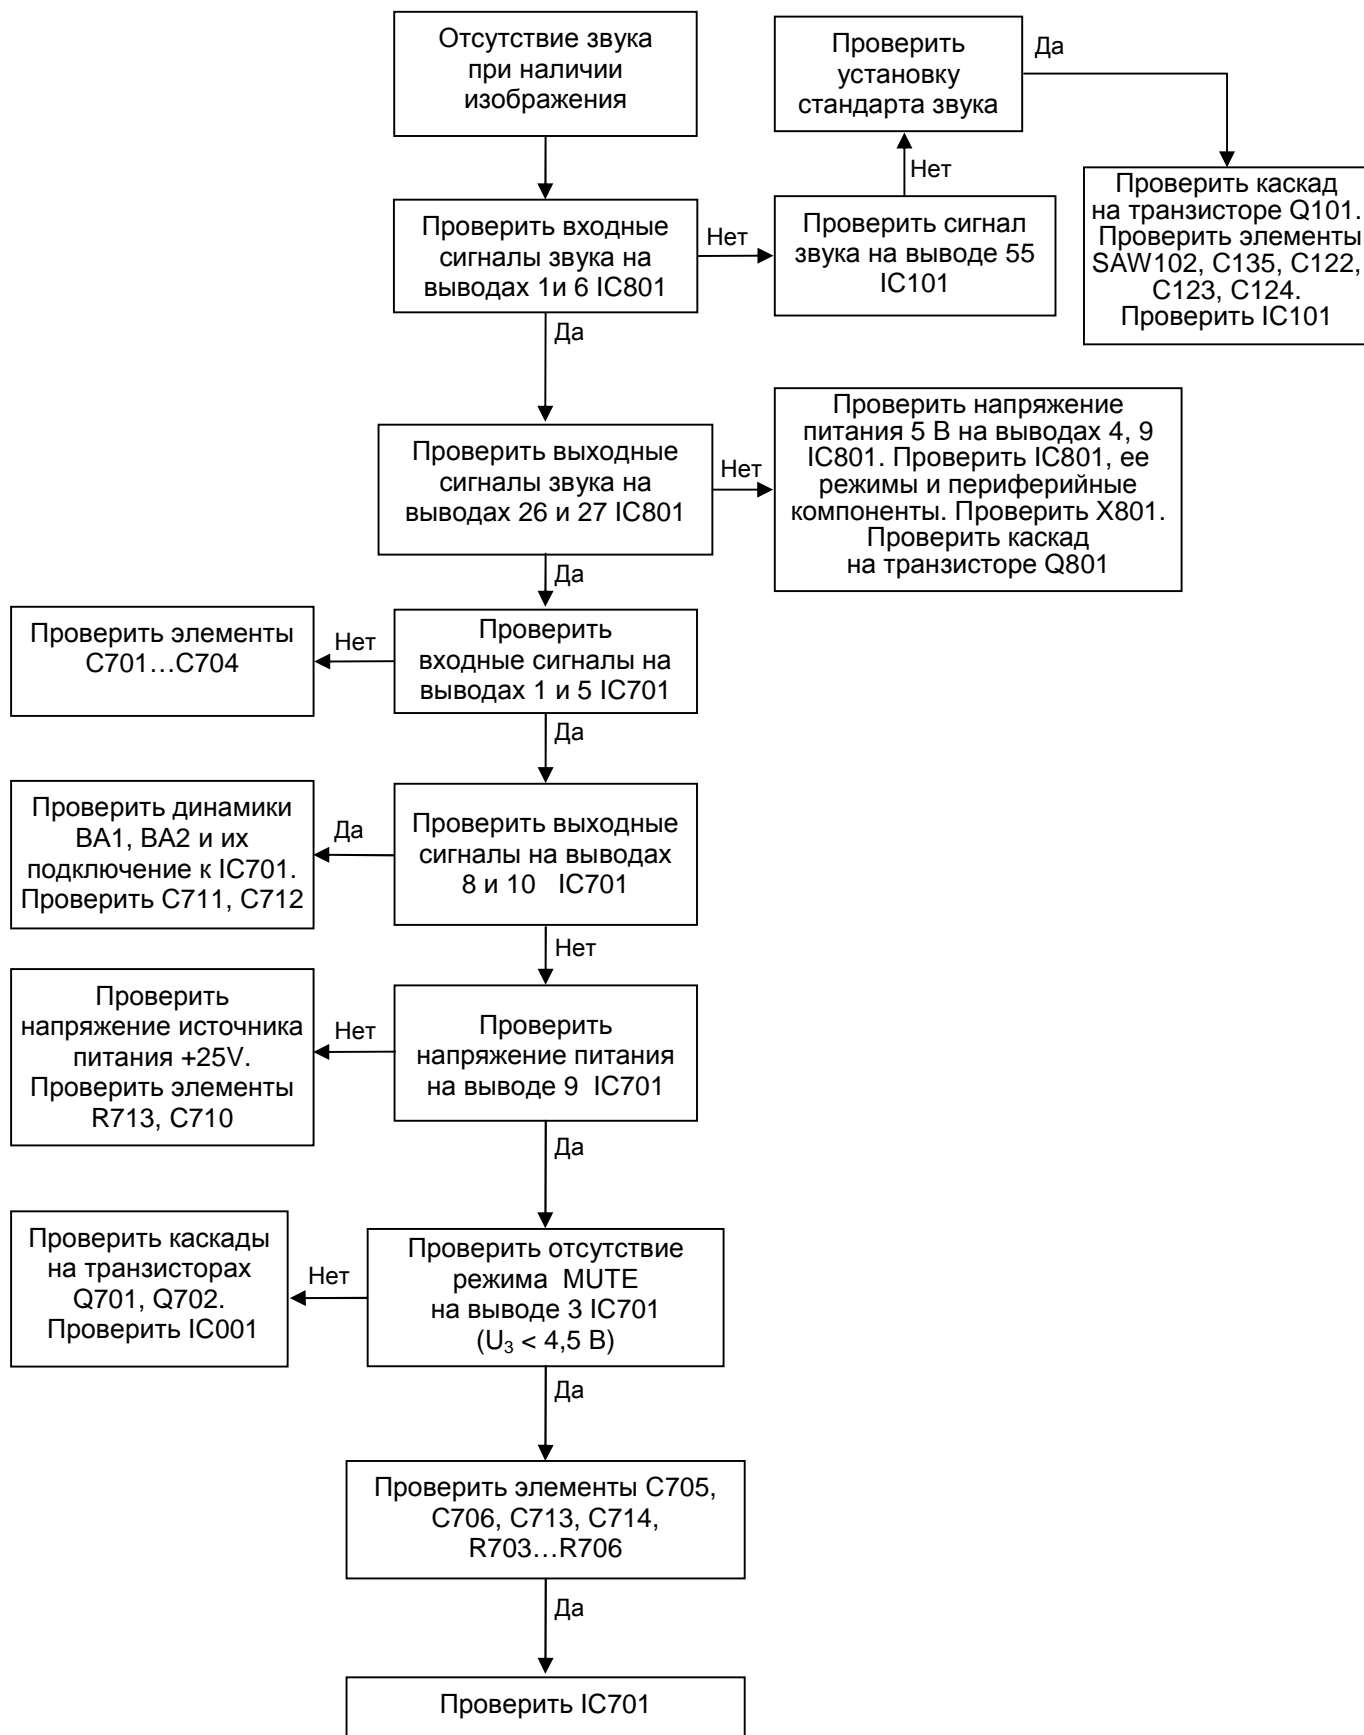 Отсутствие звука
при наличии
изображения
Проверить
установку
стандарта звука
Да
Нет
Проверить каскад
на транзисторе Q101.
Проверить элементы
SAW102, C135, C122,
C123, C124.
Проверить IC101
Проверить входные
сигналы звука на
выводах 1и 6 IC801
Нет
Проверить сигнал
звука на выводе 55
IC101
Да
Проверить выходные
сигналы звука на
выводах 26 и 27 IC801
Нет
Проверить напряжение
питания 5 В на выводах 4, 9
IC801. Проверить IC801, ее
режимы и периферийные
компоненты. Проверить X801.
Проверить каскад
на транзисторе Q801
Да
Проверить элементы
C701…C704
Нет
Проверить
входные сигналы на
выводах 1 и 5 IC701
Да
Проверить динамики
BA1, BA2 и их
подключение к IC701.
Проверить C711, C712
Да
Проверить выходные
сигналы на выводах
8 и 10 IC701
Нет
Проверить
напряжение источника
питания +25V.
Проверить элементы
R713, C710
Нет
Проверить
напряжение питания
на выводе 9 IC701
Да
Проверить каскады
на транзисторах
Q701, Q702.
Проверить IC001
Нет
Проверить отсутствие
режима MUTE
на выводе 3 IC701
(U₃ < 4,5 В)
Да
Проверить элементы C705,
C706, C713, C714,
R703…R706
Да
Проверить IC701